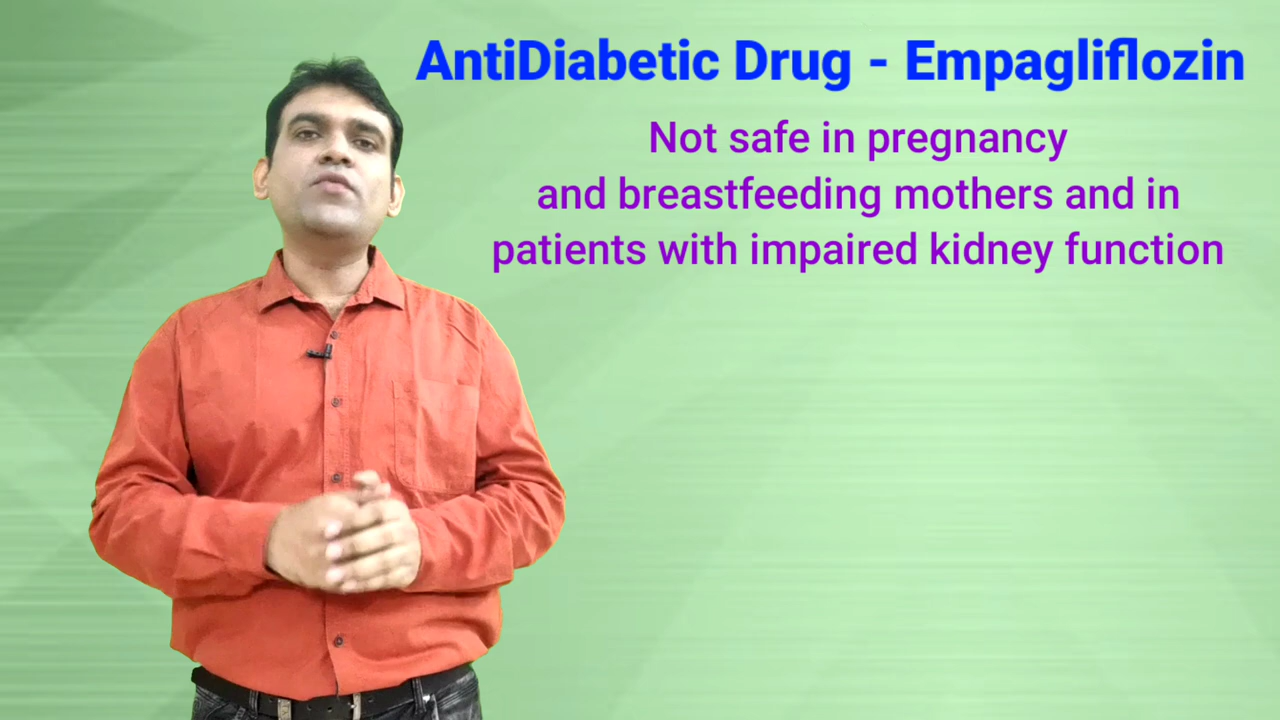 AntiDiabetic Drug - Empagliflozin
Not safe in pregnancy
and breastfeeding mothers and in
patients with impaired kidney function